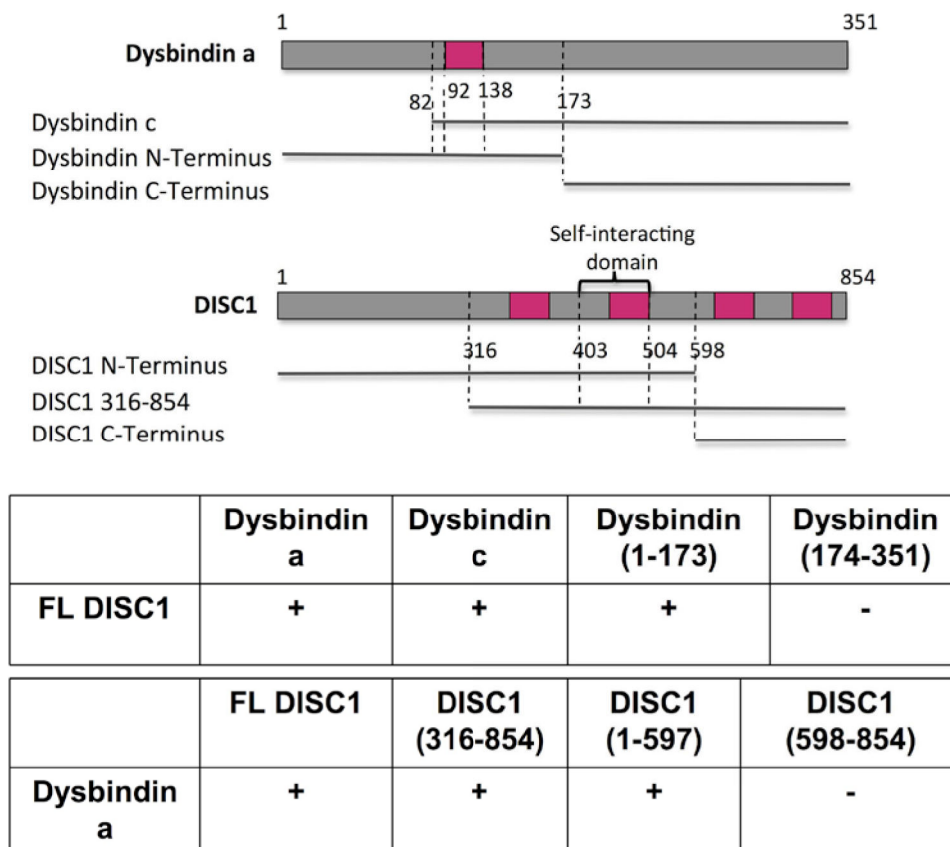 1 351
Dysbindin a
82 92 138 173
Dysbindin c
Dysbindin N-Terminus
Dysbindin C-Terminus
Self-interacting
domain
1 854
DISC1
316 403 504 598
DISC1 N-Terminus
DISC1 316-854
DISC1 C-Terminus
Dysbindin Dysbindin Dysbindin Dysbindin
a c (1-173) (174-351)
FL DISC1 + + + -
FL DISC1 DISC1 DISC1 DISC1
(316-854) (1-597) (598-854)
Dysbindin + + + -
a